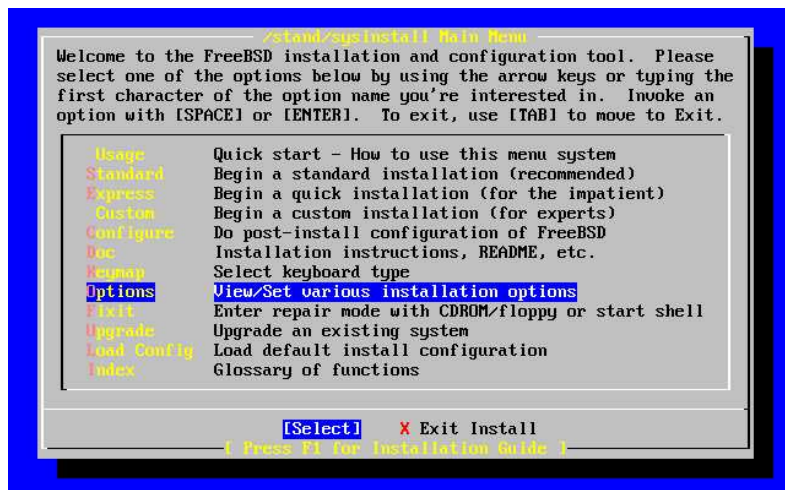 /stand/sysinstall Main Menu
Welcome to the FreeBSD installation and configuration tool.  Please
select one of the options below by using the arrow keys or typing the
first character of the option name you're interested in.  Invoke an
option with [SPACE] or [ENTER].  To exit, use [TAB] to move to Exit.
Usage Quick start - How to use this menu system
Standard Begin a standard installation (recommended)
Express Begin a quick installation (for the impatient)
Custom Begin a custom installation (for experts)
Configure Do post-install configuration of FreeBSD
Doc Installation instructions, README, etc.
Keymap Select keyboard type
Options View/Set various installation options
Fixit Enter repair mode with CDROM/floppy or start shell
Upgrade Upgrade an existing system
Load Config Load default install configuration
Index Glossary of functions
[Select] X Exit Install
[ Press F1 for Installation Guide ]